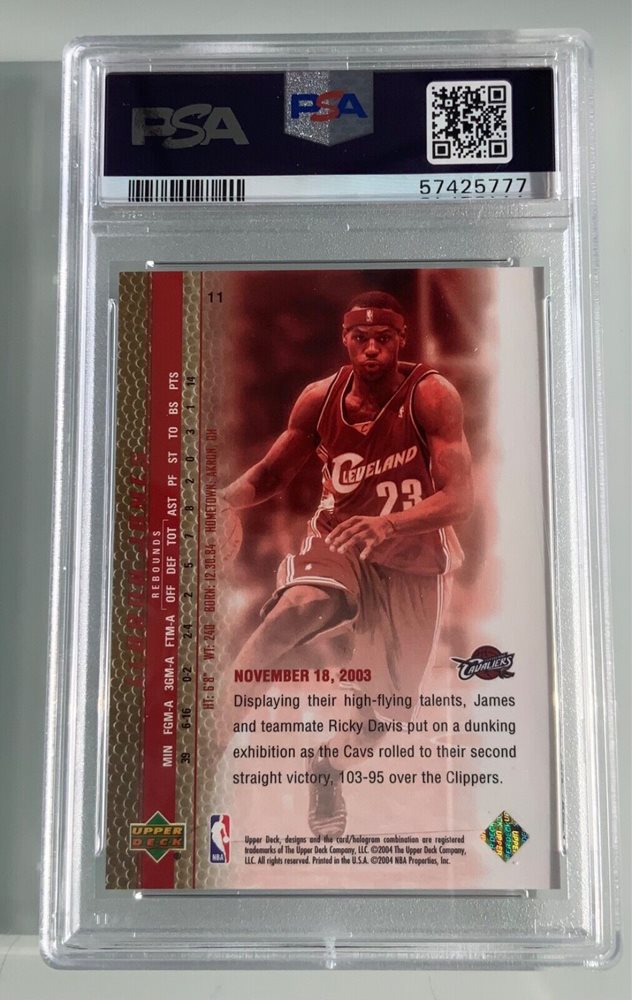 PSA
PSA
57425777
11
LEBRON JAMES
REBOUNDS
MIN FGM-A 3GM-A FTM-A OFF DEF TOT AST PF ST TO BS PTS
39 6-16 0-2 2-4 2 5 7 8 2 0 3 1 14
HT: 6'8" WT: 240 BORN: 12.30.84 HOMETOWN: AKRON, OH
CLEVELAND
23
CAVALIERS
NOVEMBER 18, 2003
Displaying their high-flying talents, James
and teammate Ricky Davis put on a dunking
exhibition as the Cavs rolled to their second
straight victory, 103-95 over the Clippers.
UPPER
DECK
NBA
Upper Deck, designs and the card/hologram combination are registered
trademarks of The Upper Deck Company, LLC. ©2004 The Upper Deck Company,
LLC. All rights reserved. Printed in the U.S.A. ©2004 NBA Properties, Inc.